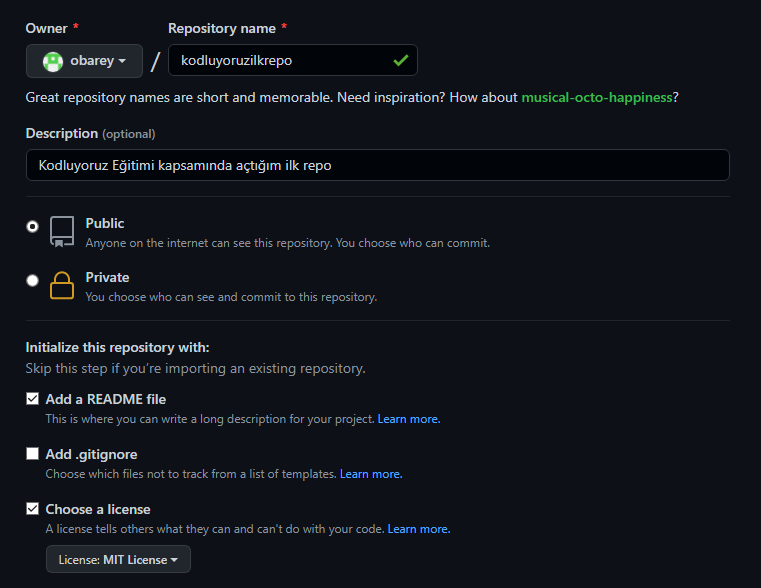 Owner * Repository name *
obarey / kodluyoruzilkrepo
Great repository names are short and memorable. Need inspiration? How about musical-octo-happiness?
Description (optional)
Kodluyoruz Eğitimi kapsamında açtığım ilk repo
Public
Anyone on the internet can see this repository. You choose who can commit.
Private
You choose who can see and commit to this repository.
Initialize this repository with:
Skip this step if you’re importing an existing repository.
Add a README file
This is where you can write a long description for your project. Learn more.
Add .gitignore
Choose which files not to track from a list of templates. Learn more.
Choose a license
A license tells others what they can and can't do with your code. Learn more.
License: MIT License